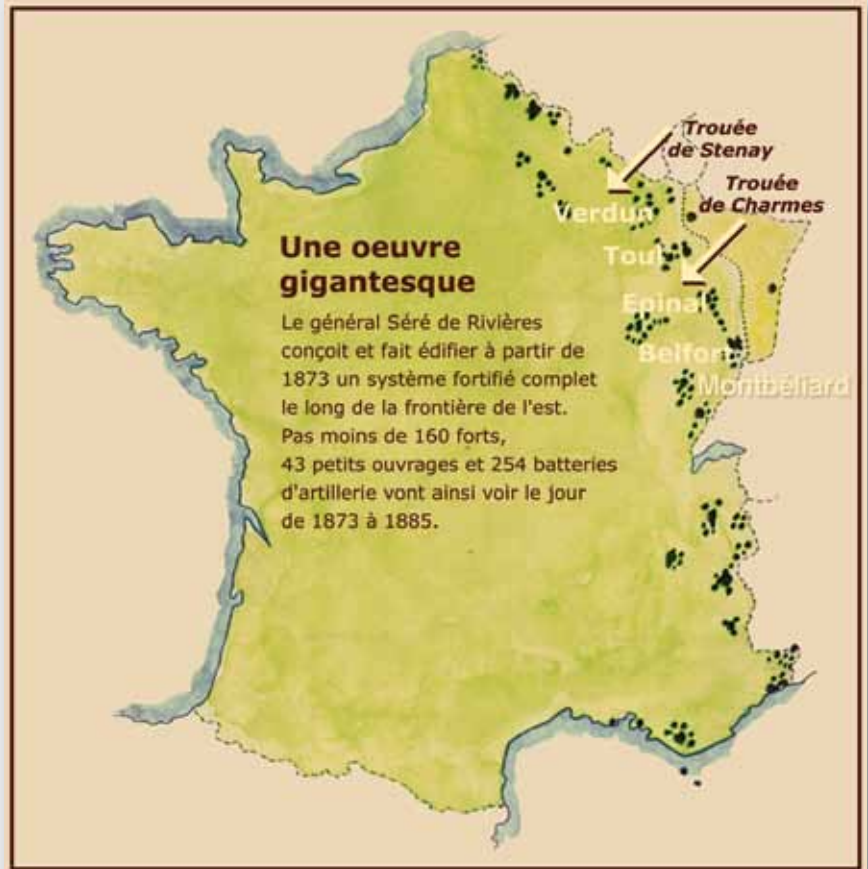 Trouée
de Stenay
Trouée
de Charmes
Verdun
Toul
Epinal
Belfort
Montbéliard
Une oeuvre
gigantesque
Le général Séré de Rivières
conçoit et fait édifier à partir de
1873 un système fortifié complet
le long de la frontière de l'est.
Pas moins de 160 forts,
43 petits ouvrages et 254 batteries
d'artillerie vont ainsi voir le jour
de 1873 à 1885.